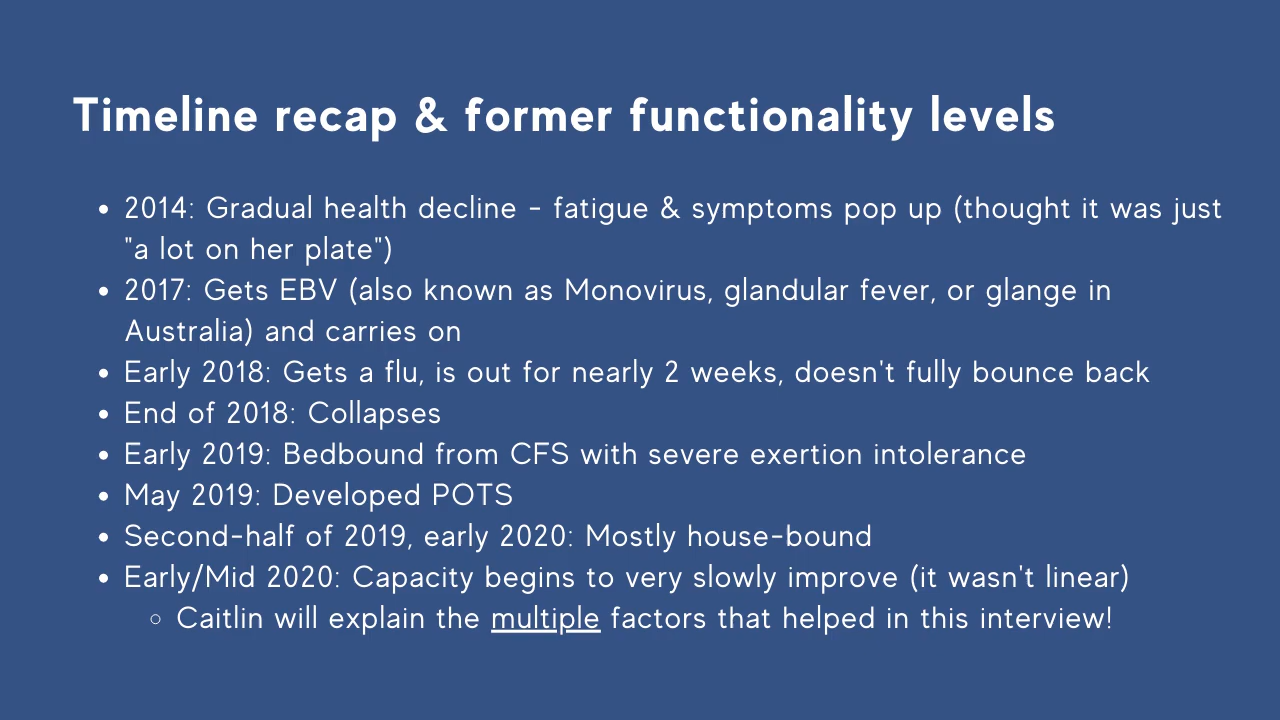 Timeline recap & former functionality levels
• 2014: Gradual health decline - fatigue & symptoms pop up (thought it was just
"a lot on her plate")
• 2017: Gets EBV (also known as Monovirus, glandular fever, or glange in
Australia) and carries on
• Early 2018: Gets a flu, is out for nearly 2 weeks, doesn't fully bounce back
• End of 2018: Collapses
• Early 2019: Bedbound from CFS with severe exertion intolerance
• May 2019: Developed POTS
• Second-half of 2019, early 2020: Mostly house-bound
• Early/Mid 2020: Capacity begins to very slowly improve (it wasn't linear)
◦ Caitlin will explain the multiple factors that helped in this interview!